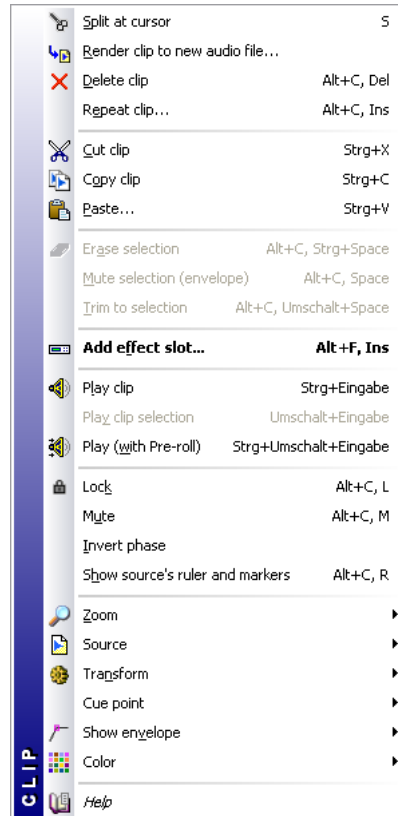 Split at cursor S
Render clip to new audio file...
Delete clip Alt+C, Del
Repeat clip... Alt+C, Ins
Cut clip Strg+X
Copy clip Strg+C
Paste... Strg+V
Erase selection Alt+C, Strg+Space
Mute selection (envelope) Alt+C, Space
Trim to selection Alt+C, Umschalt+Space
Add effect slot... Alt+F, Ins
Play clip Strg+Eingabe
Play clip selection Umschalt+Eingabe
Play (with Pre-roll) Strg+Umschalt+Eingabe
Lock Alt+C, L
Mute Alt+C, M
Invert phase
Show source's ruler and markers Alt+C, R
Zoom
Source
Transform
Cue point
Show envelope
Color
Help
CLIP